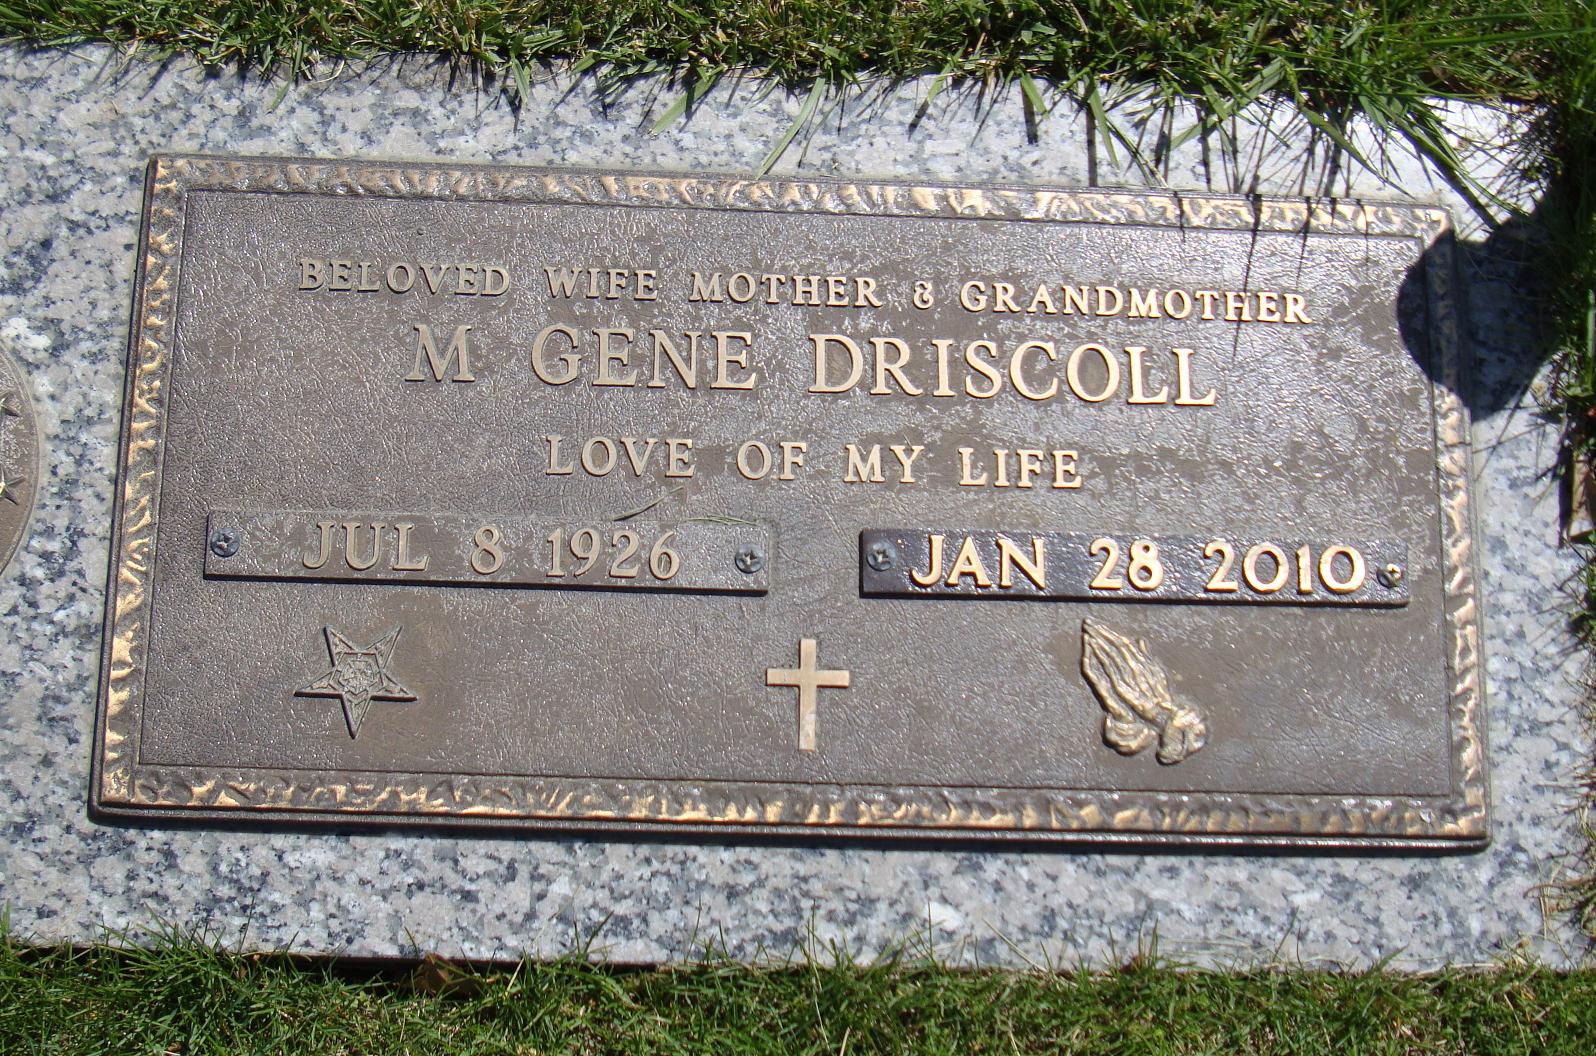 BELOVED WIFE MOTHER & GRANDMOTHER
M GENE DRISCOLL
LOVE OF MY LIFE
JUL 8 1926 JAN 28 2010